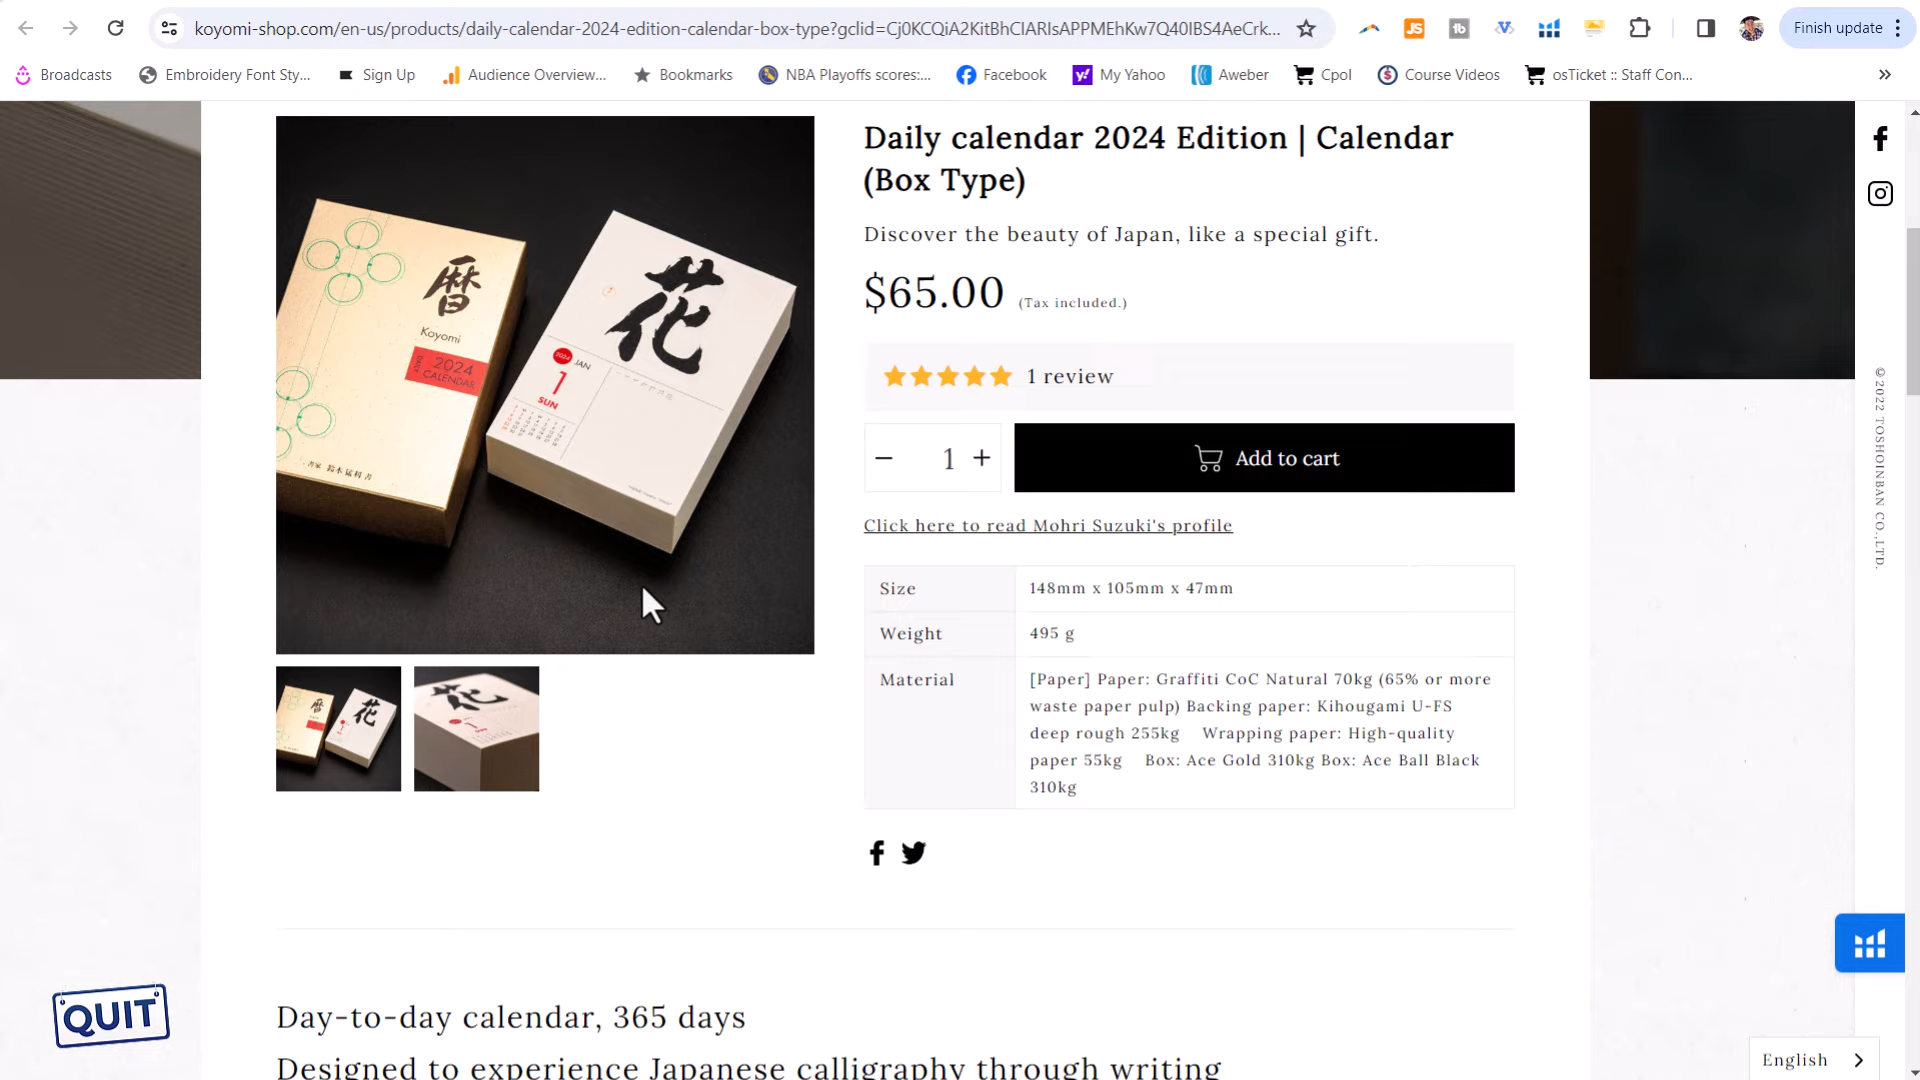 koyomi-shop.com/en-us/products/daily-calendar-2024-edition-calendar-box-type?gclid=Cj0KCQiA2KitBhCIARIsAPPMEhKw7Q40IBS4AeCrk...
Finish update
Broadcasts
Embroidery Font Sty...
Sign Up
Audience Overview...
Bookmarks
NBA Playoffs scores:...
Facebook
My Yahoo
Aweber
Cpol
Course Videos
osTicket :: Staff Con...
»
暦
Koyomi
DAILY
2024
CALENDAR
花
2024
JAN
1
SUN
Daily calendar 2024 Edition | Calendar
(Box Type)
Discover the beauty of Japan, like a special gift.
$65.00 (Tax included.)
1 review
− 1 +
Add to cart
Click here to read Mohri Suzuki's profile
Size 148mm x 105mm x 47mm
Weight 495 g
Material [Paper] Paper: Graffiti CoC Natural 70kg (65% or more
waste paper pulp) Backing paper: Kihougami U-FS
deep rough 255kg Wrapping paper: High-quality
paper 55kg Box: Ace Gold 310kg Box: Ace Ball Black
310kg
©2022 TOSHOINBAN CO.,LTD.
Day-to-day calendar, 365 days
Designed to experience Japanese calligraphy through writing
QUIT
English